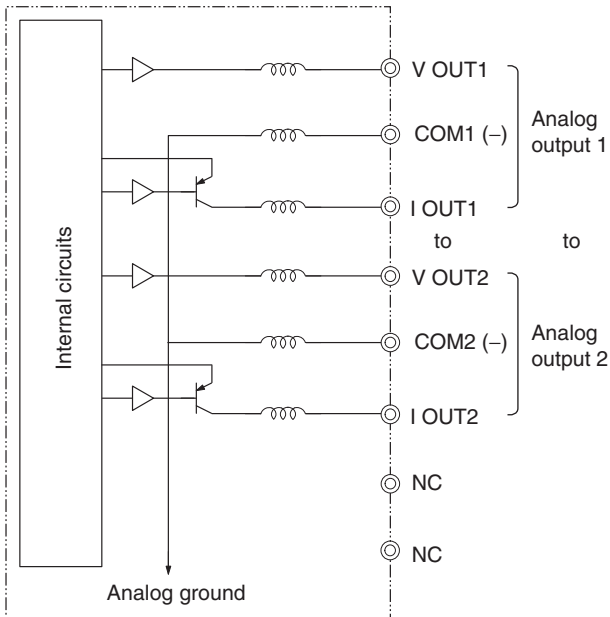 V OUT1
COM1 (–)
Analog
output 1
I OUT1
to
to
V OUT2
Internal circuits
COM2 (–)
Analog
output 2
I OUT2
NC
NC
Analog ground